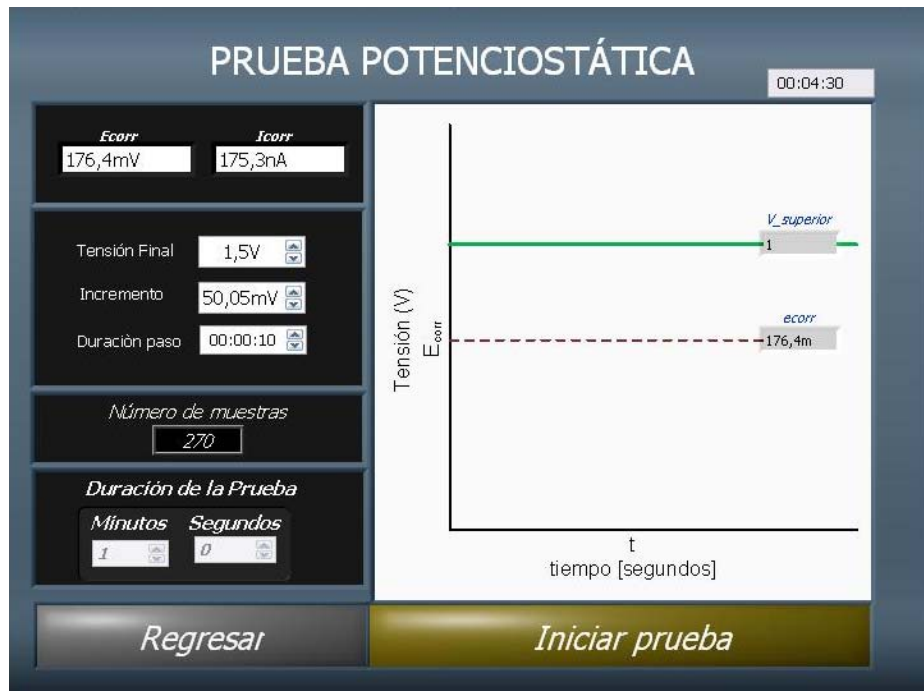 PRUEBA POTENCIOSTÁTICA
00:04:30
Ecorr Icorr
176,4mV 175,3nA
Tensión Final 1,5V
Incremento 50,05mV
Duraciòn paso 00:00:10
Número de muestras
270
Duración de la Prueba
Minutos Segundos
1 0
V_superior
1
ecorr
176,4m
Tensión (V)
Ecorr
t
tiempo [segundos]
Regresar
Iniciar prueba